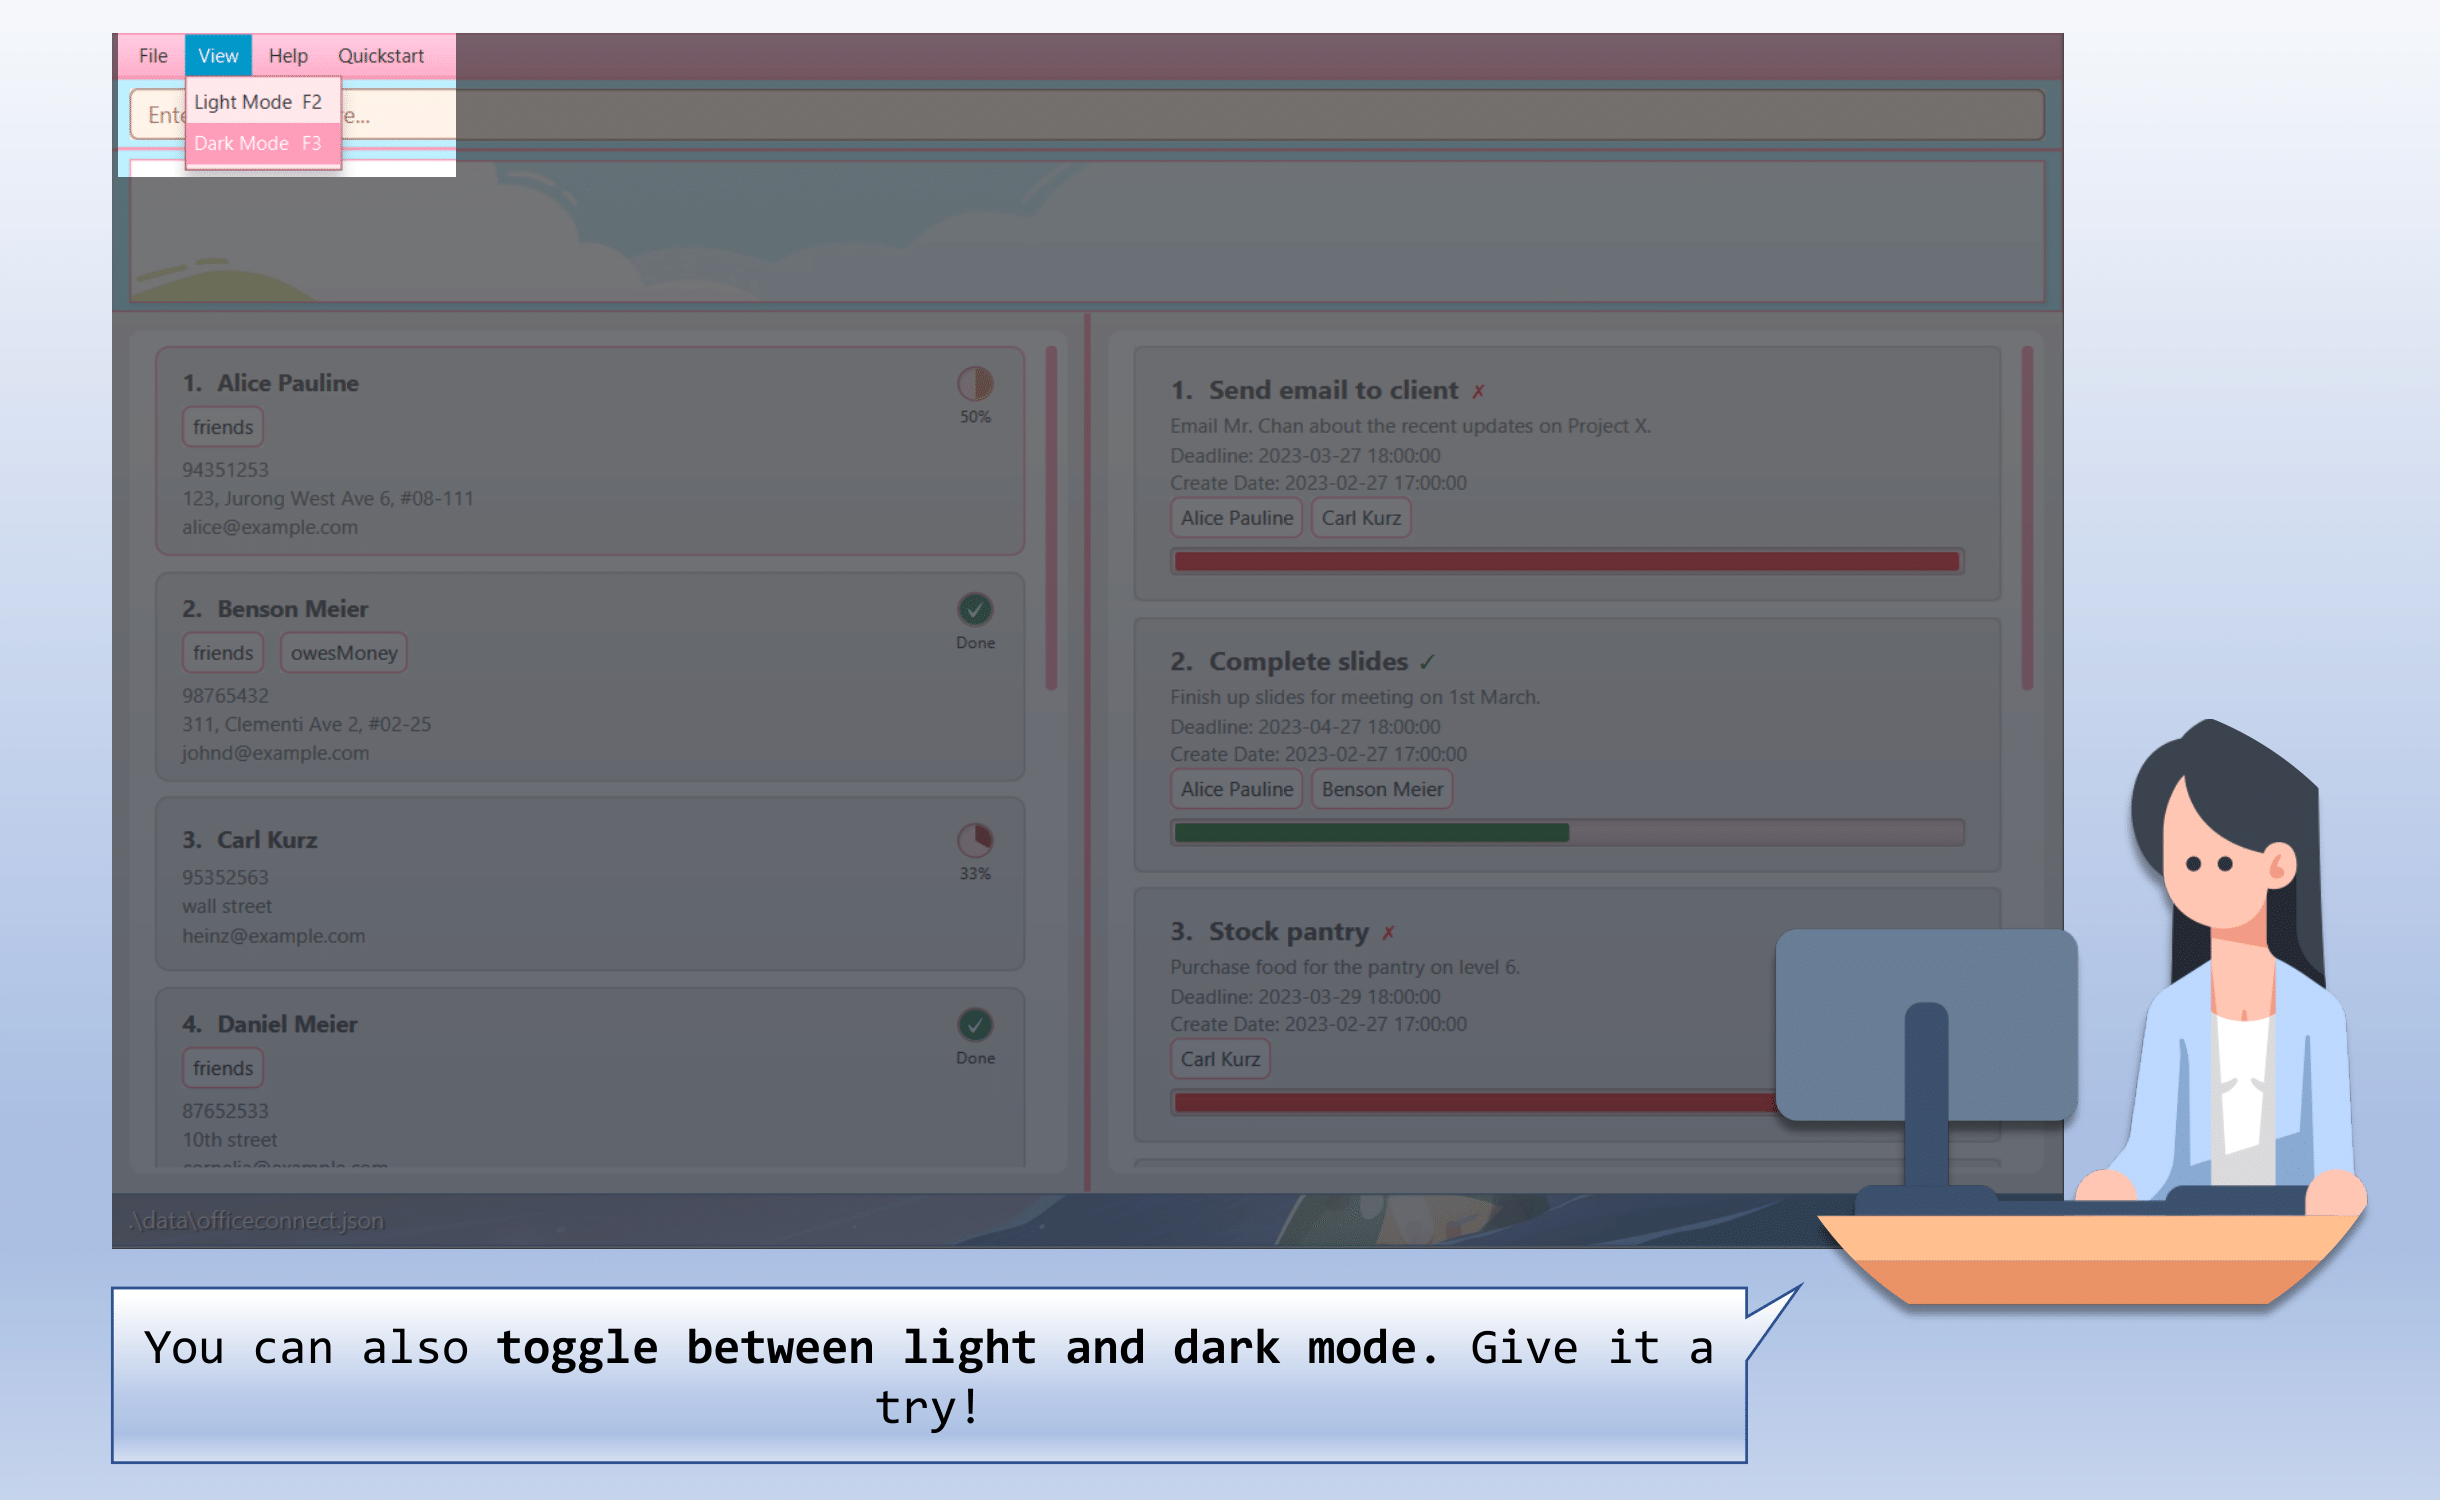 File View Help Quickstart
Light Mode F2
Dark Mode F3
1. Alice Pauline
friends
50%
94351253
123, Jurong West Ave 6, #08-111
alice@example.com
2. Benson Meier
friends owesMoney
Done
98765432
311, Clementi Ave 2, #02-25
johnd@example.com
3. Carl Kurz
33%
95352563
wall street
heinz@example.com
4. Daniel Meier
friends
Done
87652533
10th street
1. Send email to client ✗
Email Mr. Chan about the recent updates on Project X.
Deadline: 2023-03-27 18:00:00
Create Date: 2023-02-27 17:00:00
Alice Pauline Carl Kurz
2. Complete slides ✓
Finish up slides for meeting on 1st March.
Deadline: 2023-04-27 18:00:00
Create Date: 2023-02-27 17:00:00
Alice Pauline Benson Meier
3. Stock pantry ✗
Purchase food for the pantry on level 6.
Deadline: 2023-03-29 18:00:00
Create Date: 2023-02-27 17:00:00
Carl Kurz
.\data\officeconnect.json
You can also toggle between light and dark mode. Give it a
try!